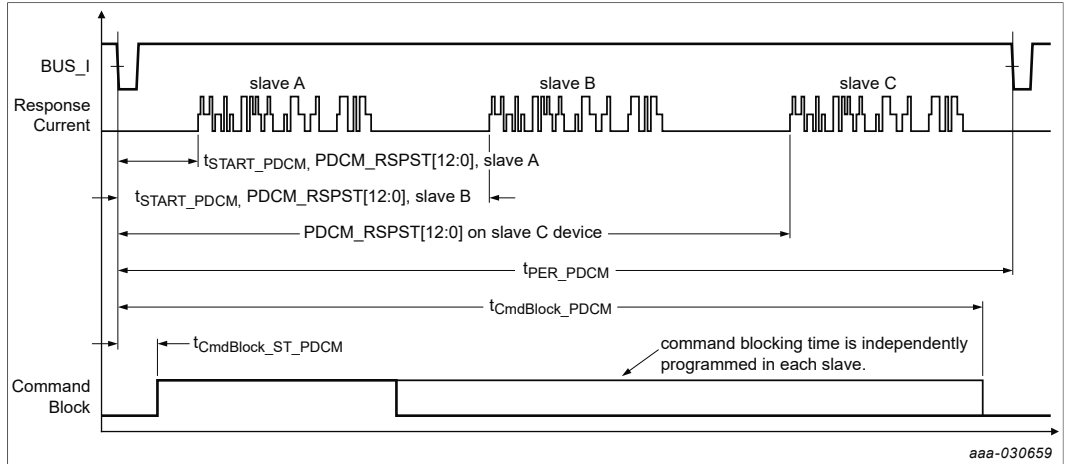 BUS_I
slave A
slave B
slave C
Response
Current
tSTART_PDCM, PDCM_RSPST[12:0], slave A
tSTART_PDCM, PDCM_RSPST[12:0], slave B
PDCM_RSPST[12:0] on slave C device
tPER_PDCM
tCmdBlock_PDCM
tCmdBlock_ST_PDCM
command blocking time is independently
programmed in each slave.
Command
Block
aaa-030659